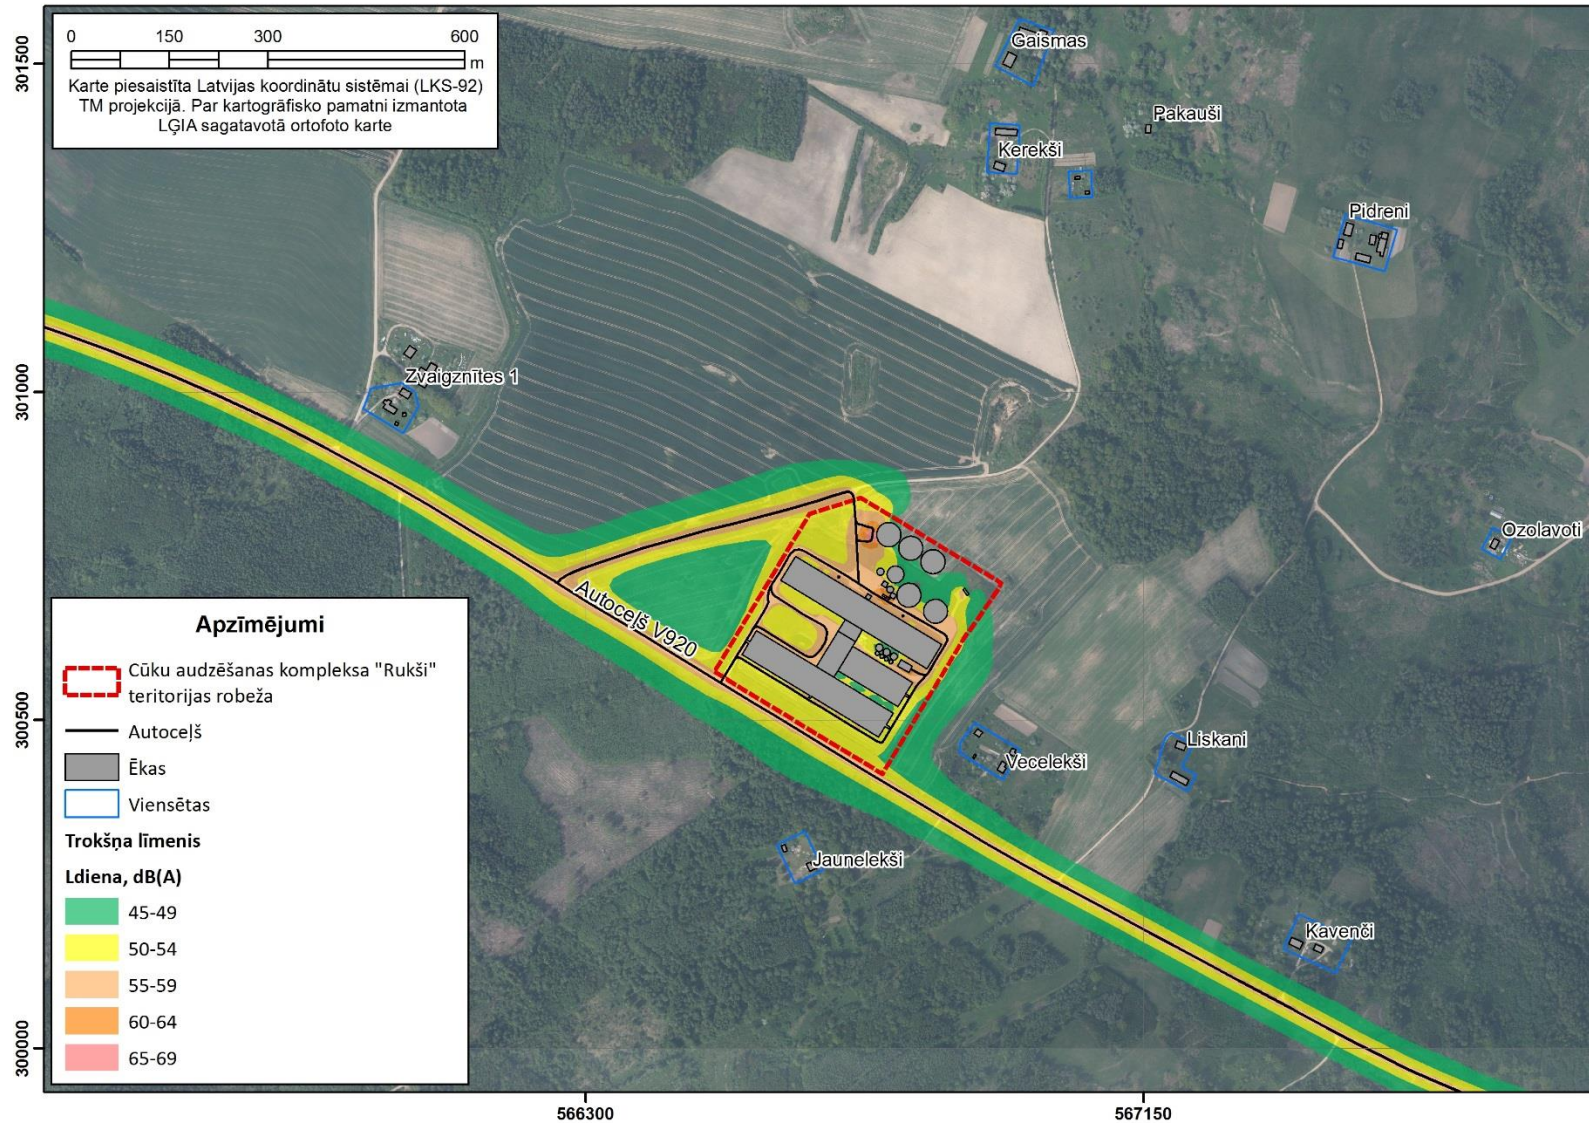 0 150 300 600
m
Karte piesaistīta Latvijas koordinātu sistēmai (LKS-92)
TM projekcijā. Par kartogrāfisko pamatni izmantota
LĢIA sagatavotā ortofoto karte
301500
301000
300500
300000
566300
567150
Gaismas
Pakauši
Kerekši
Pidreni
Zvaigznītes 1
Ozolavoti
Autoceļš V920
Liskani
Vecelekši
Jaunelekši
Kavenči
Apzīmējumi
Cūku audzēšanas kompleksa "Rukši"
teritorijas robeža
Autoceļš
Ēkas
Viensētas
Trokšņa līmenis
Ldiena, dB(A)
45-49
50-54
55-59
60-64
65-69